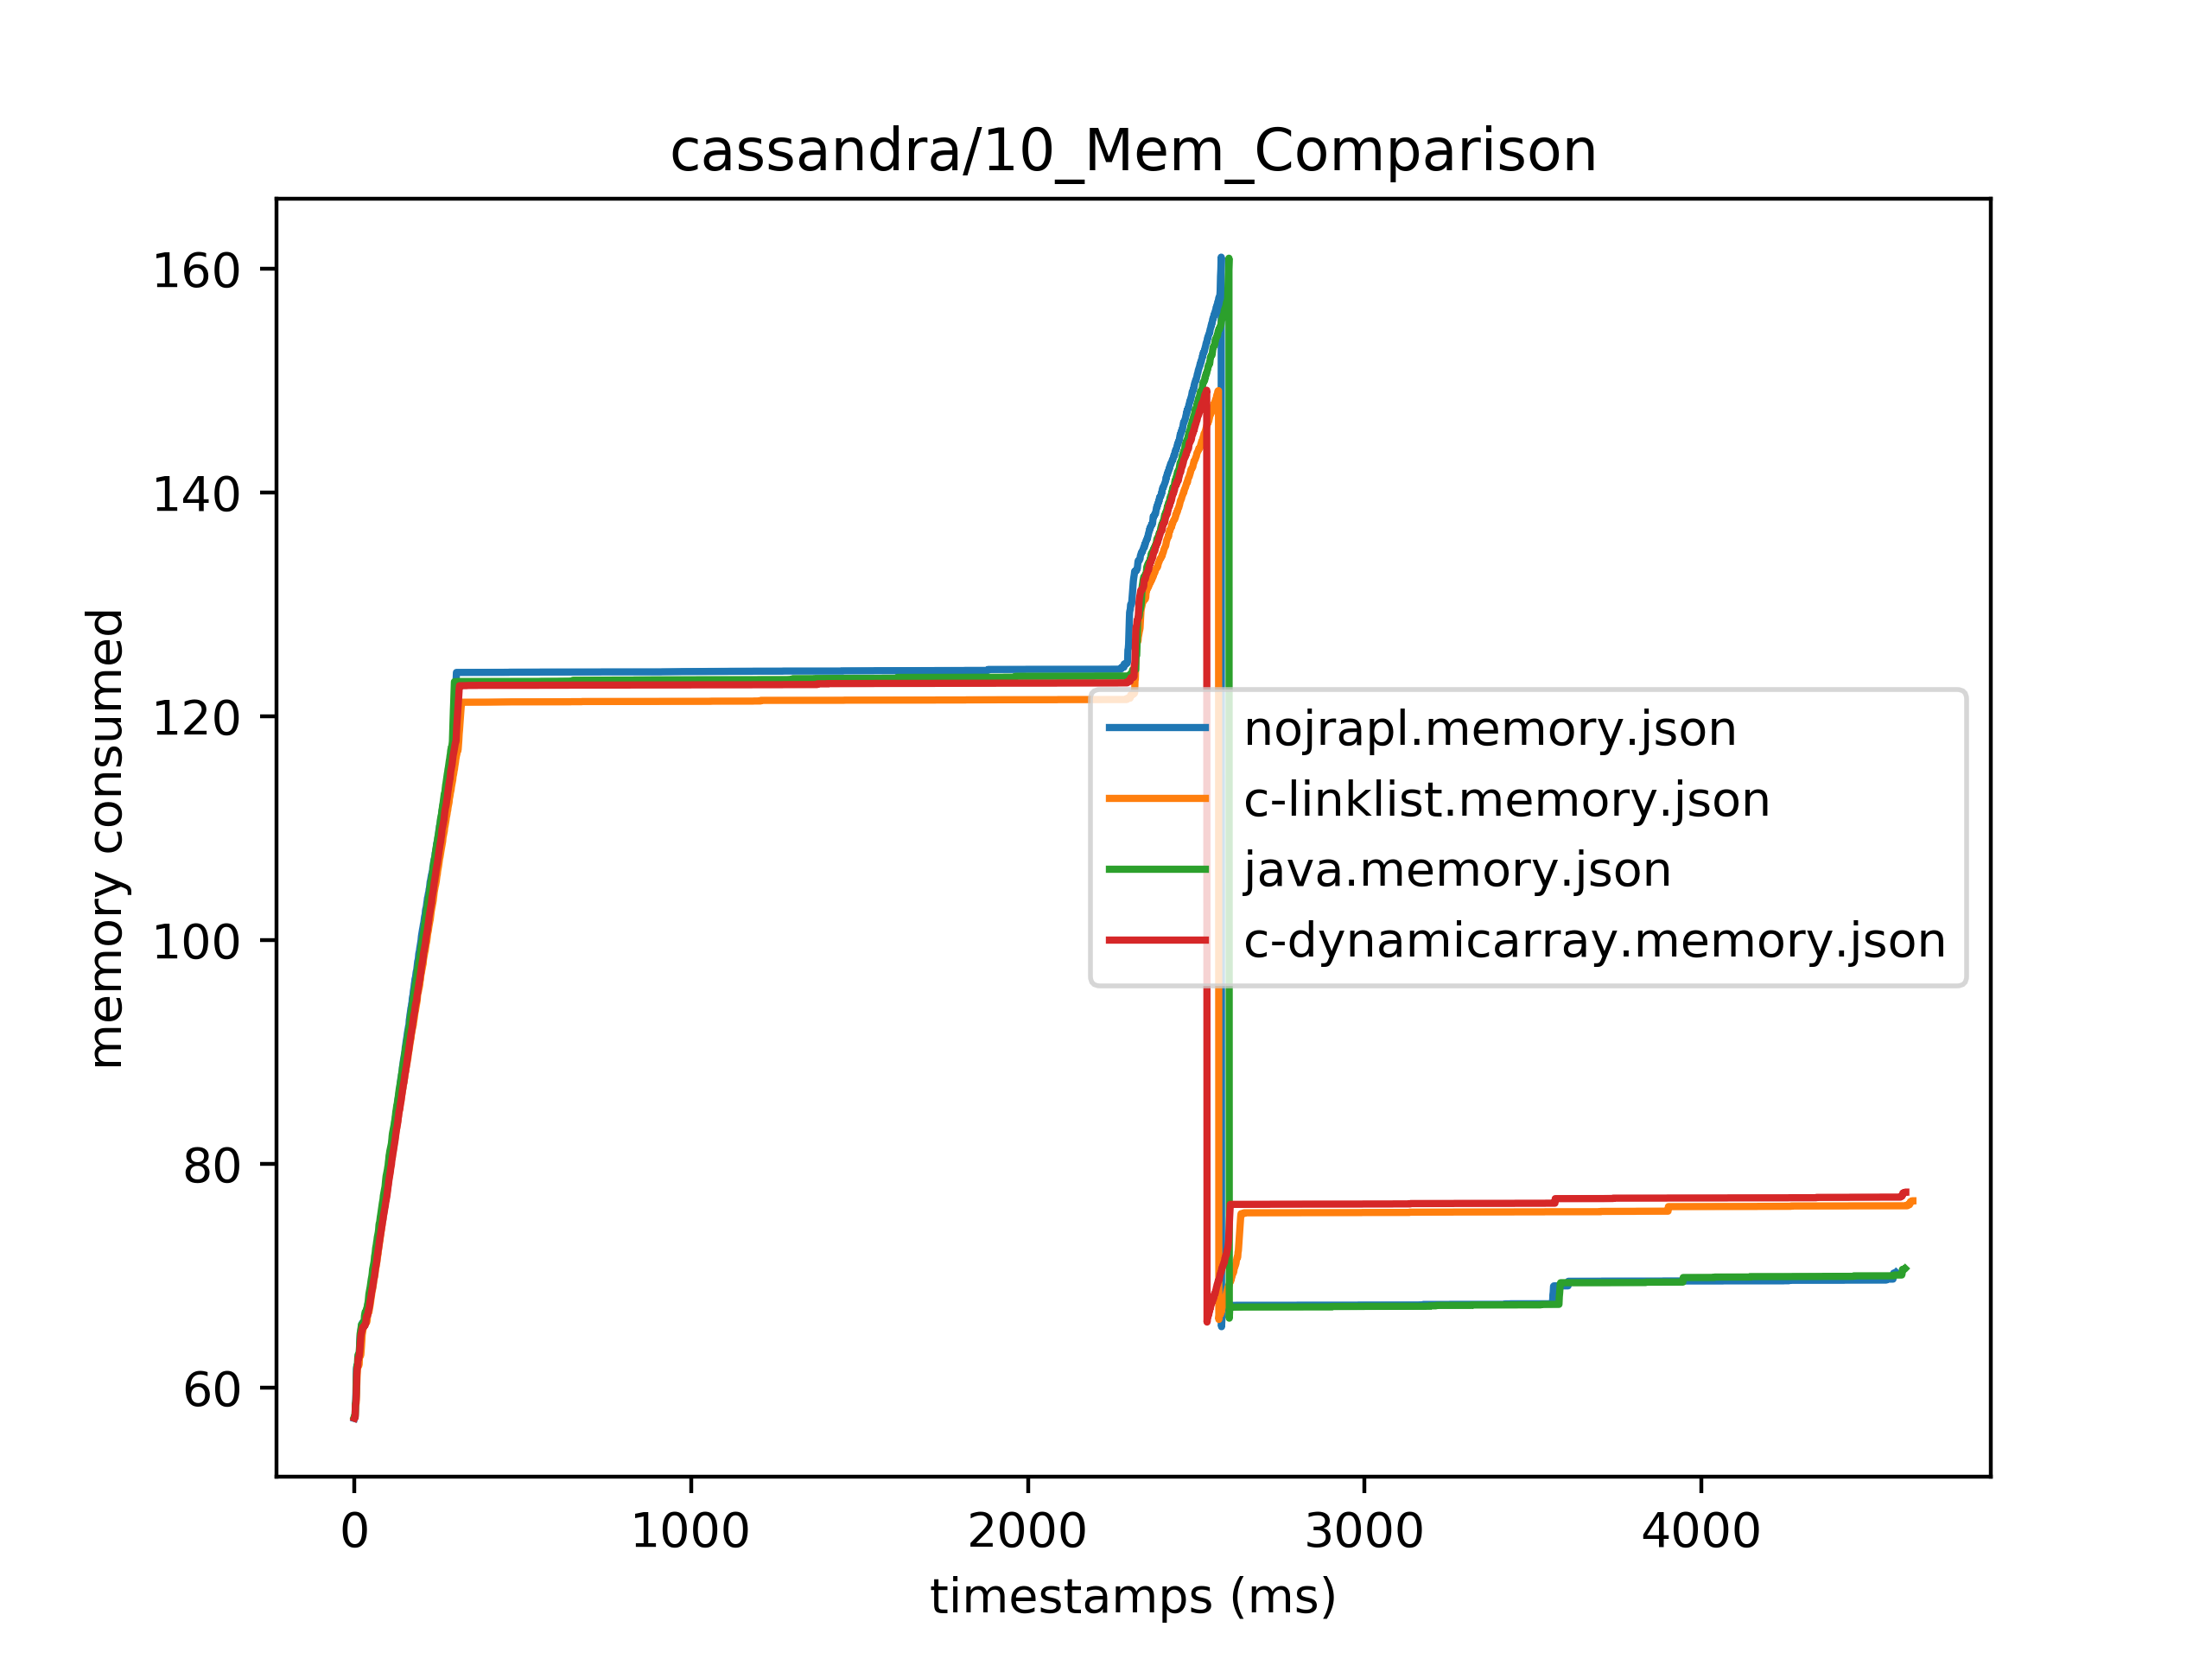 cassandra/10_Mem_Comparison
memory consumed
160
140
120
100
80
60
nojrapl.memory.json
c-linklist.memory.json
java.memory.json
c-dynamicarray.memory.json
0 1000 2000 3000 4000
timestamps (ms)